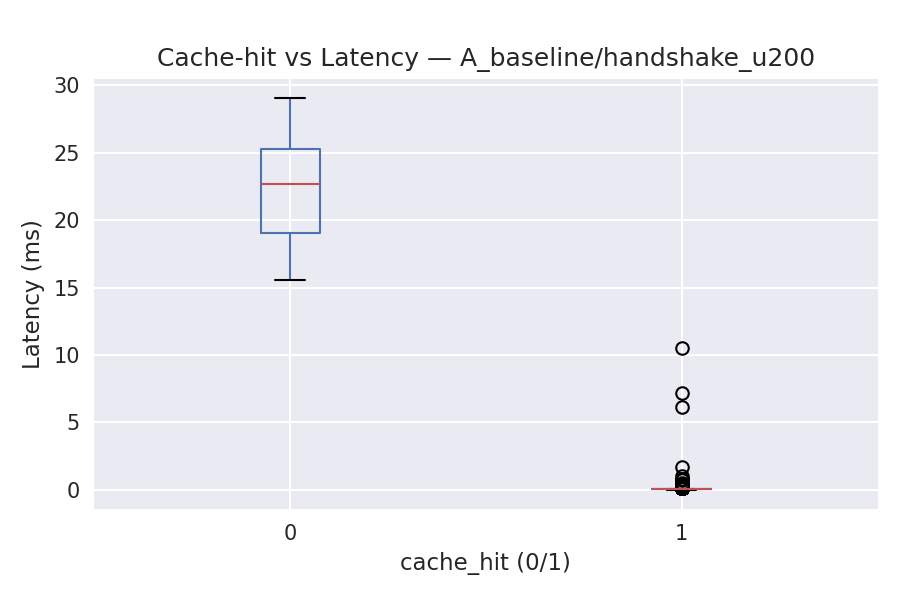 Cache-hit vs Latency — A_baseline/handshake_u200
30
25
20
15
10
5
0
Latency (ms)
0 1
cache_hit (0/1)